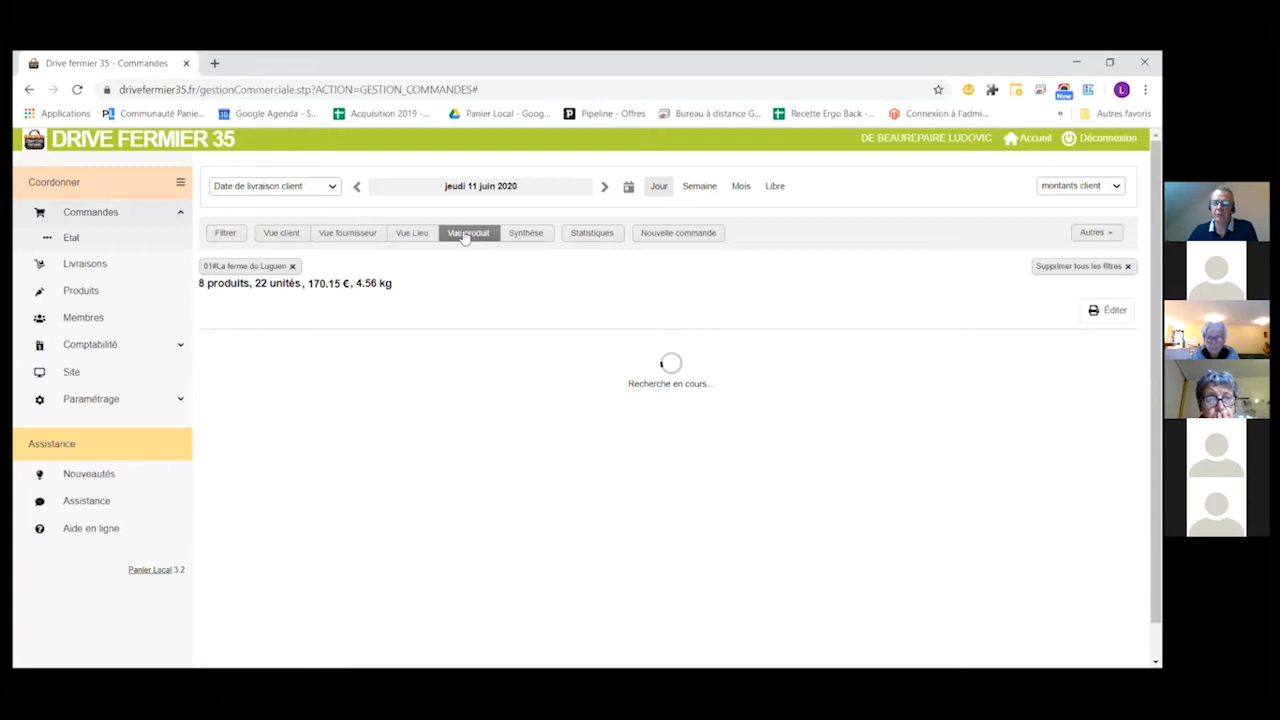 Drive fermier 35 - Commandes
drivefermier35.fr/gestionCommerciale.stp?ACTION=GESTION_COMMANDES#
Applications Communauté Panie... Google Agenda - S... Acquisition 2019 -... Panier Local - Goog... Pipeline - Offres Bureau à distance G... Recette Ergo Back -... Connexion à l'admi... » Autres favoris
New
L
DRIVE FERMIER 35
DE BEAUREPAIRE LUDOVIC Accueil Déconnexion
Coordonner
Commandes
Etat
Livraisons
Produits
Membres
Comptabilité
Site
Paramétrage
Assistance
Nouveautés
Assistance
Aide en ligne
Panier Local 3.2
Date de livraison client jeudi 11 juin 2020 Jour Semaine Mois Libre montants client
Filtrer Vue client Vue fournisseur Vue Lieu Vue produit Synthèse Statistiques Nouvelle commande Autres
01#La ferme du Luguen Supprimer tous les filtres
8 produits, 22 unités, 170.15 €, 4.56 kg
Éditer
Recherche en cours...